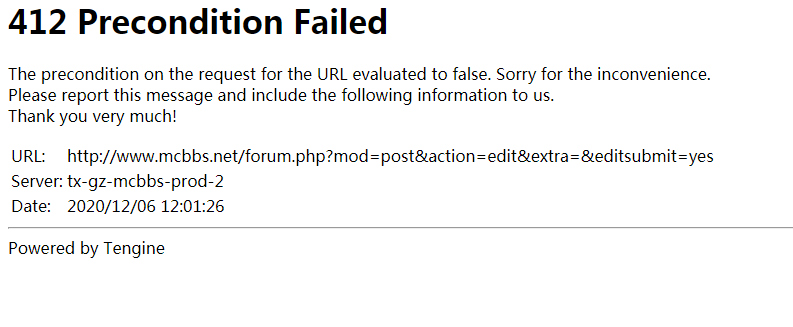 412 Precondition Failed
The precondition on the request for the URL evaluated to false. Sorry for the inconvenience.
Please report this message and include the following information to us.
Thank you very much!
URL: http://www.mcbbs.net/forum.php?mod=post&action=edit&extra=&editsubmit=yes
Server: tx-gz-mcbbs-prod-2
Date: 2020/12/06 12:01:26
Powered by Tengine